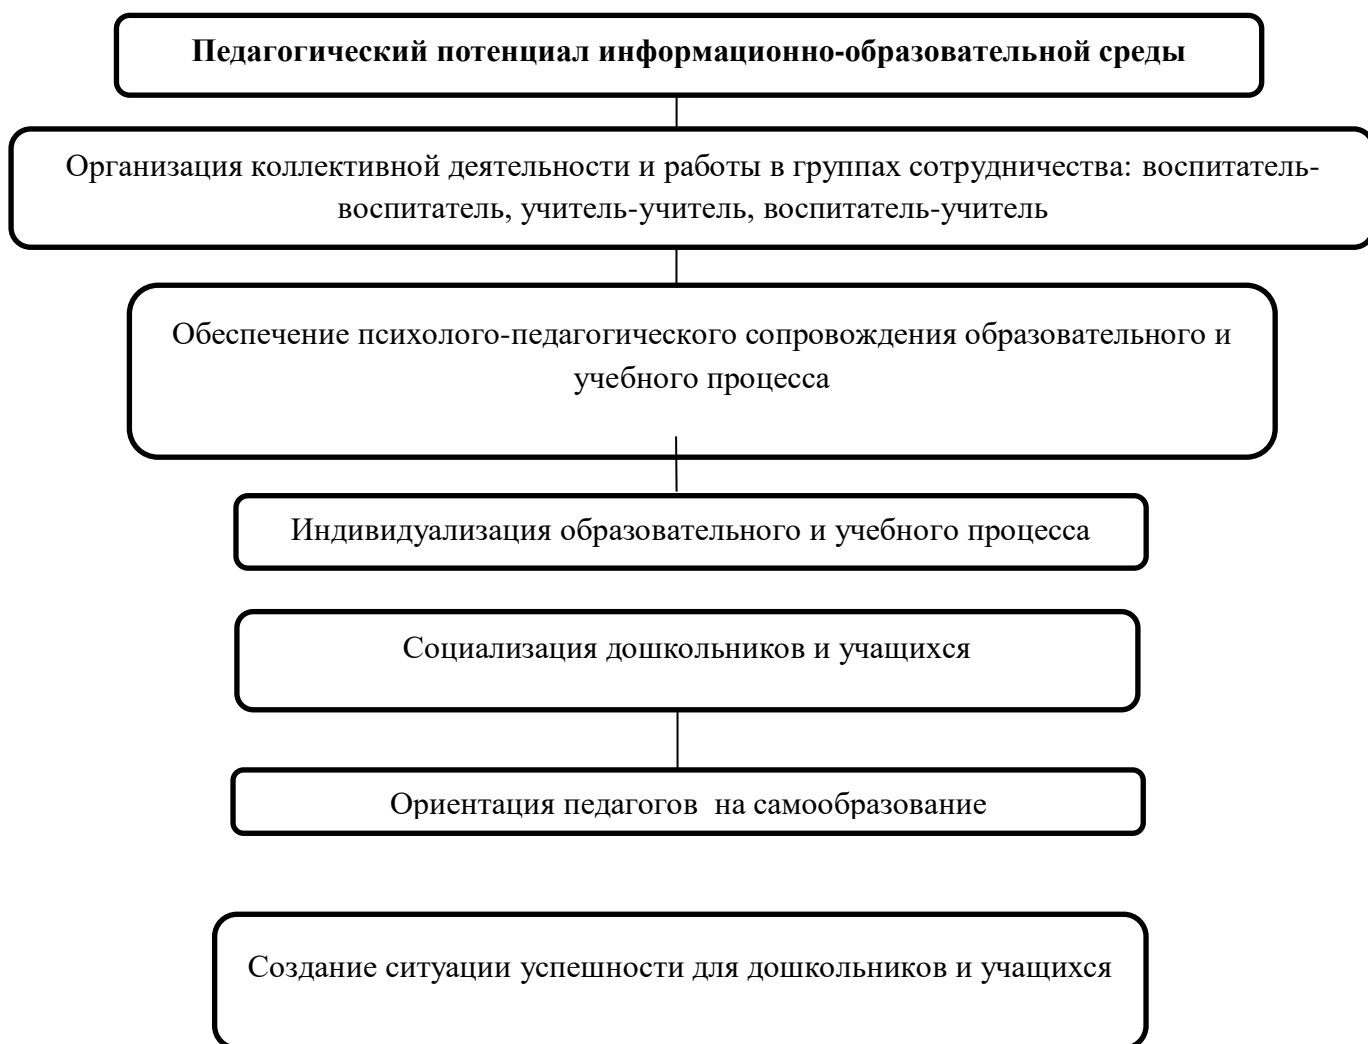 Педагогический потенциал информационно-образовательной среды
Организация коллективной деятельности и работы в группах сотрудничества: воспитатель-
воспитатель, учитель-учитель, воспитатель-учитель
Обеспечение психолого-педагогического сопровождения образовательного и
учебного процесса
Индивидуализация образовательного и учебного процесса
Социализация дошкольников и учащихся
Ориентация педагогов  на самообразование
Создание ситуации успешности для дошкольников и учащихся